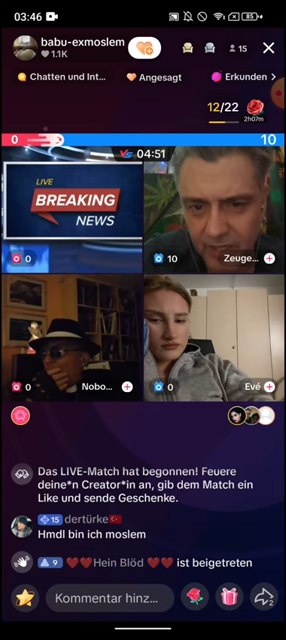 03:46
85
babu-exmoslem
1.1K
15
Chatten und Int...
Angesagt
Erkunden
12/22
2h07m
0
10
VS 04:51
LIVE
BREAKING
NEWS
0
10
Zeuge...
0
Nobo...
0
Evé
Das LIVE-Match hat begonnen! Feuere
deine*n Creator*in an, gib dem Match ein
Like und sende Geschenke.
15 dertürke🇹🇷
Hmdl bin ich moslem
9 ❤️❤️Hein Blöd ❤️❤️ ist beigetreten
Kommentar hinz...
2